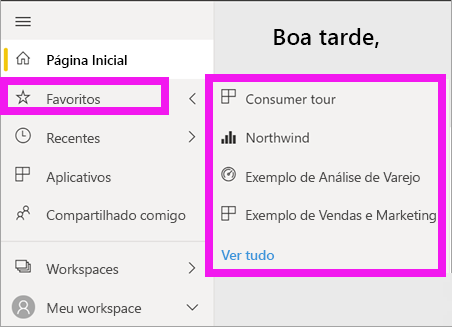 Boa tarde,
Página Inicial
Favoritos
Recentes
Aplicativos
Compartilhado comigo
Workspaces
Meu workspace
Consumer tour
Northwind
Exemplo de Análise de Varejo
Exemplo de Vendas e Marketing
Ver tudo